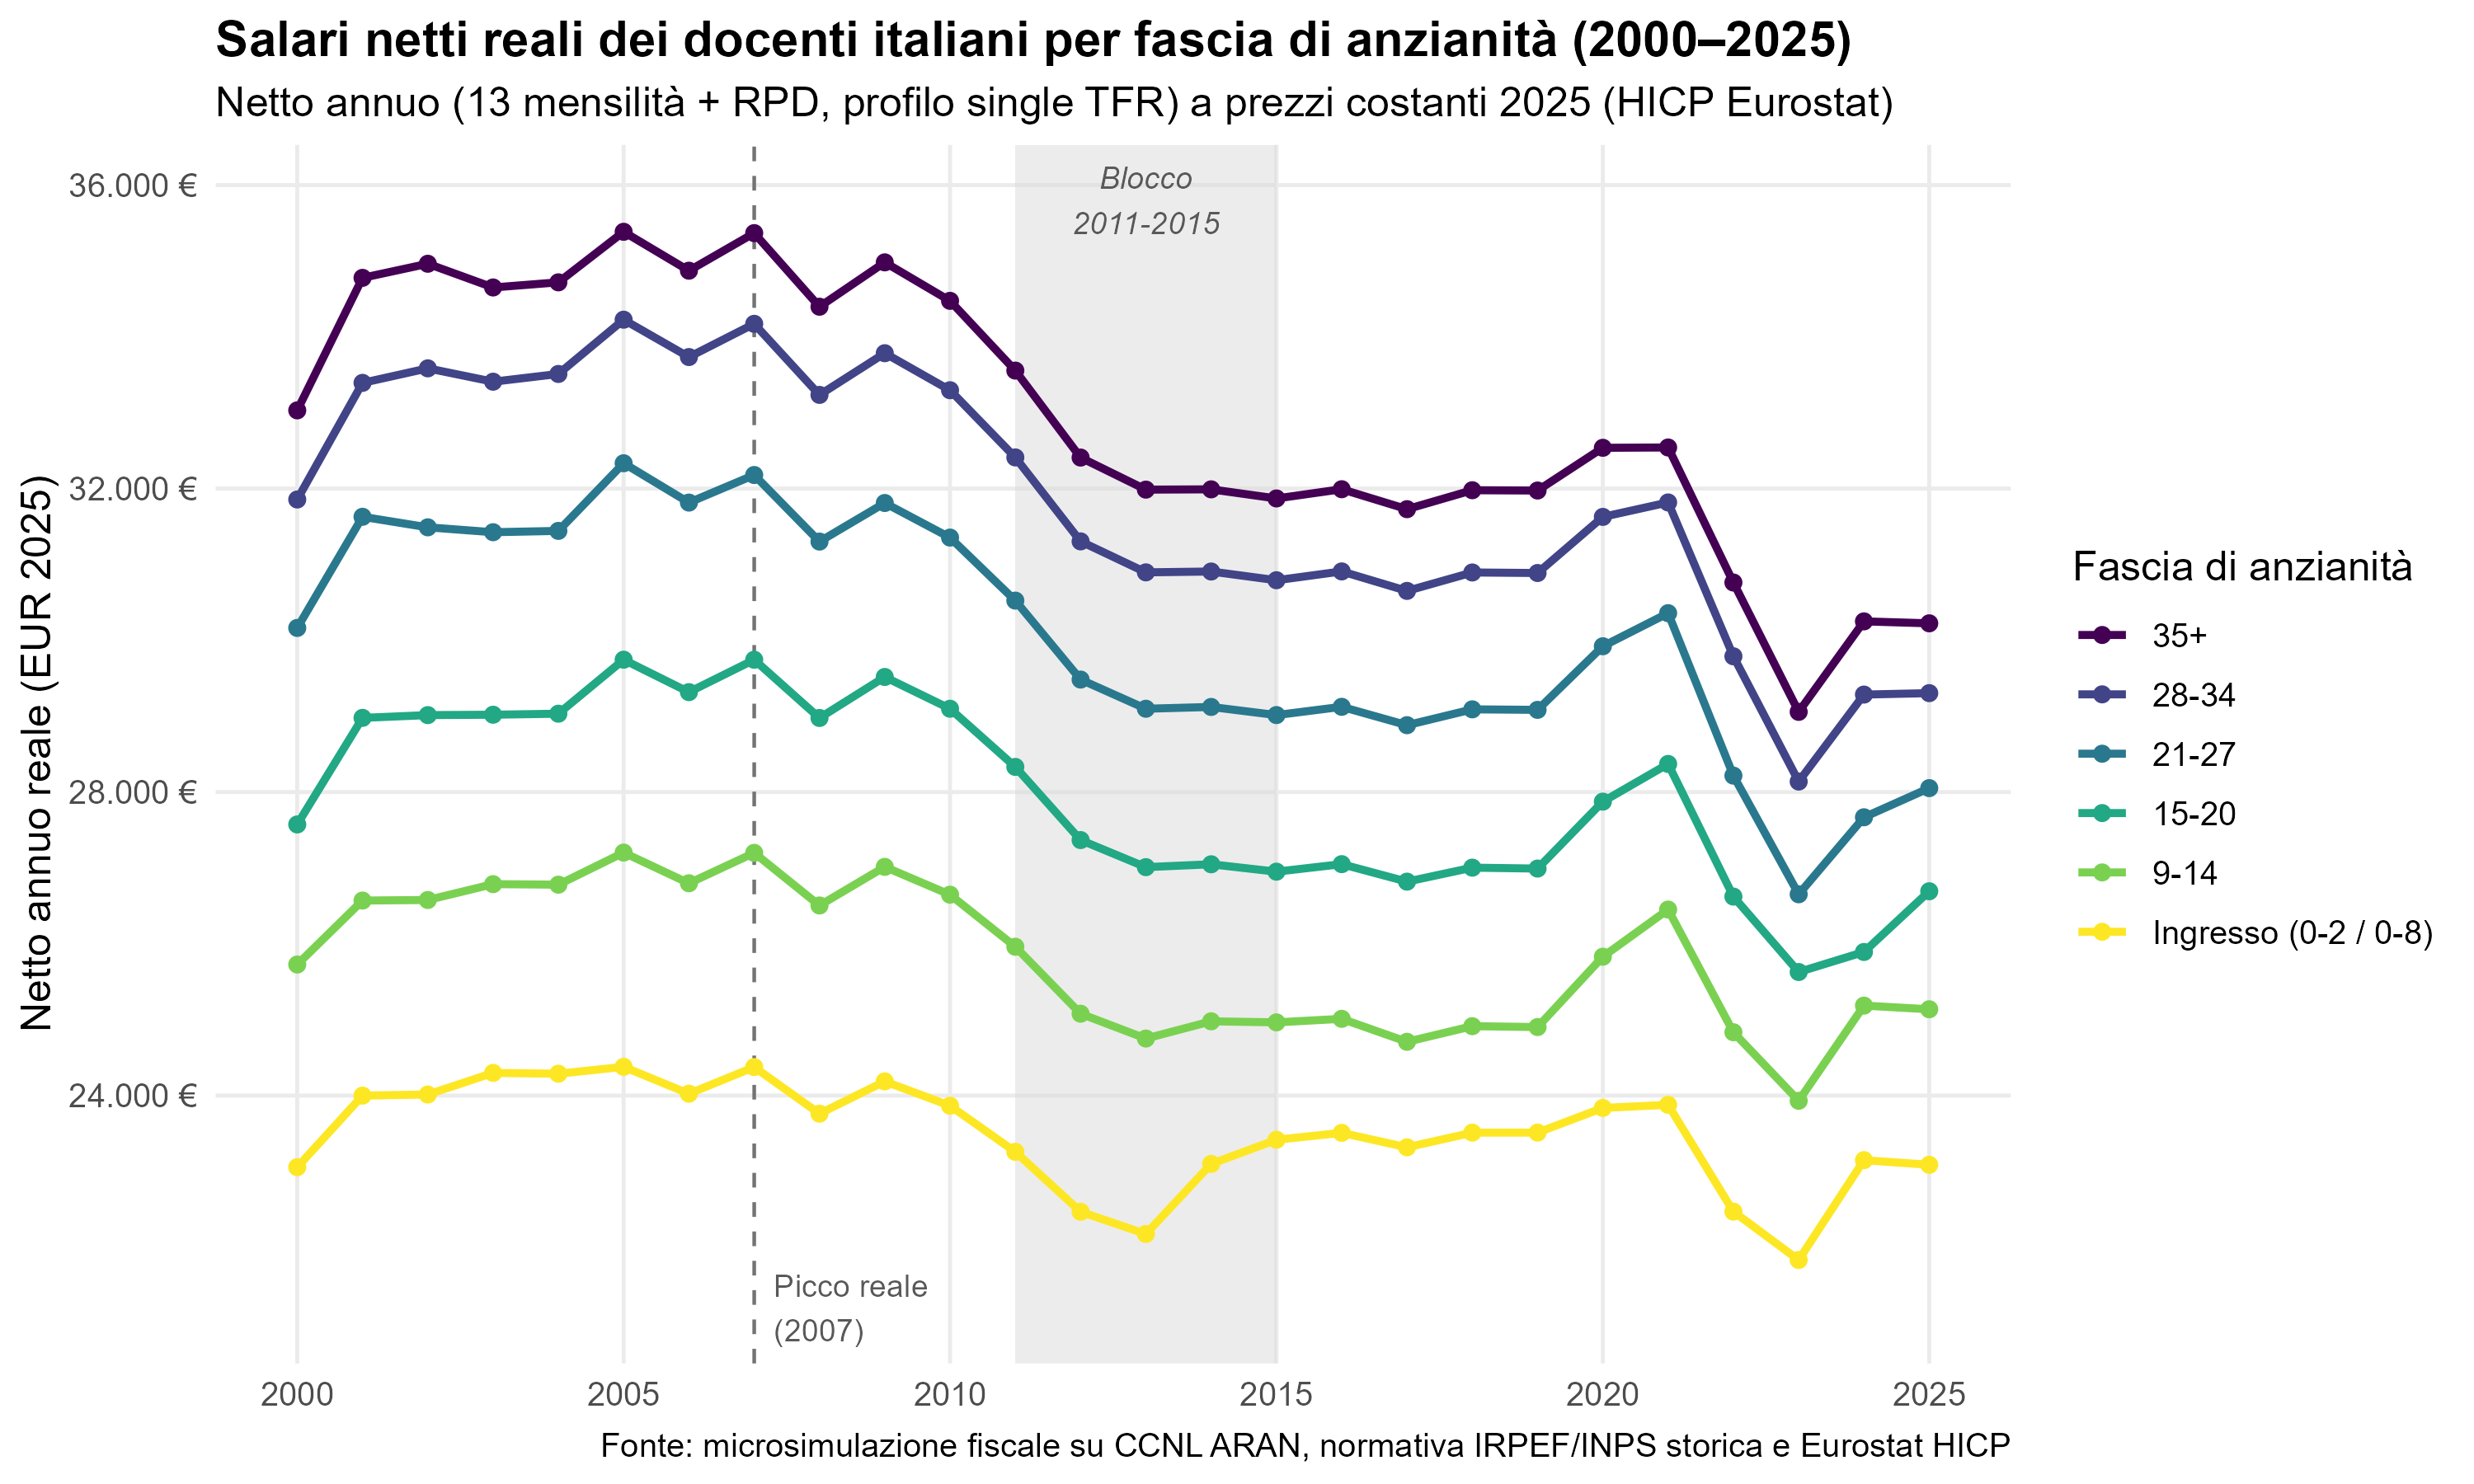 Salari netti reali dei docenti italiani per fascia di anzianità (2000–2025)
Netto annuo (13 mensilità + RPD, profilo single TFR) a prezzi costanti 2025 (HICP Eurostat)
Netto annuo reale (EUR 2025)
36.000 €
32.000 €
28.000 €
24.000 €
Blocco
2011-2015
Picco reale
(2007)
2000
2005
2010
2015
2020
2025
Fascia di anzianità
35+
28-34
21-27
15-20
9-14
Ingresso (0-2 / 0-8)
Fonte: microsimulazione fiscale su CCNL ARAN, normativa IRPEF/INPS storica e Eurostat HICP